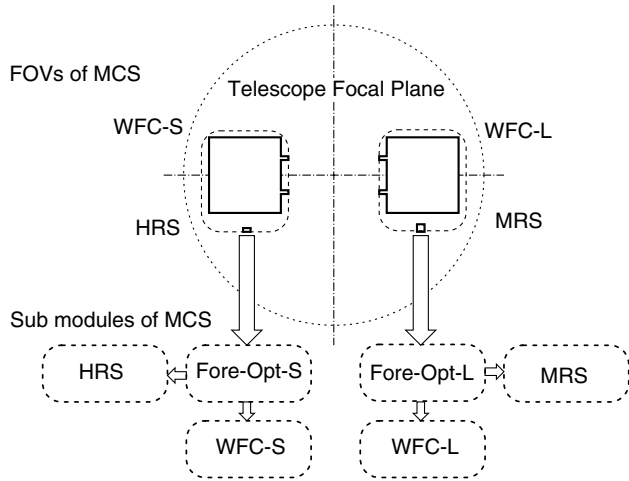 FOVs of MCS
Telescope Focal Plane
WFC-S
WFC-L
HRS
MRS
Sub modules of MCS
HRS
Fore-Opt-S
Fore-Opt-L
MRS
WFC-S
WFC-L